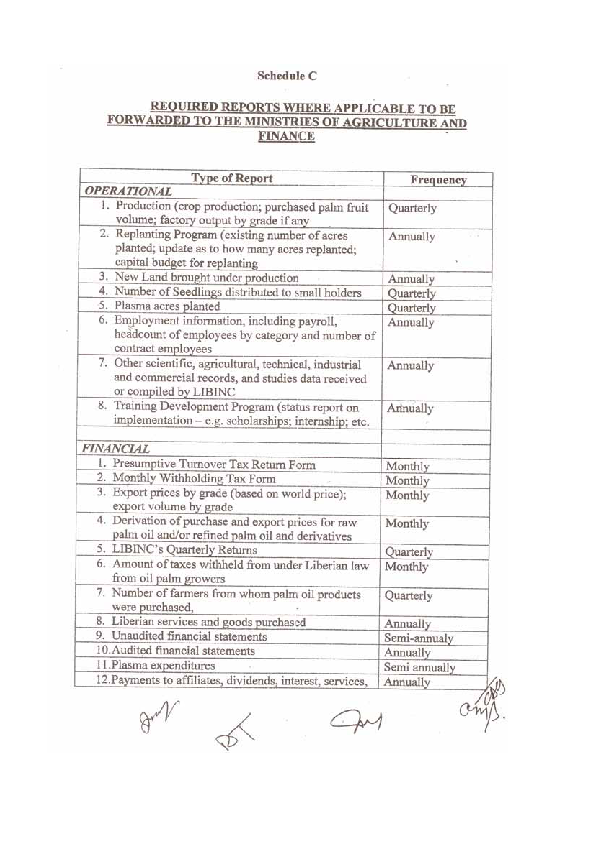 Schedule C
REQUIRED REPORTS WHERE APPLICABLE TO BE
FORWARDED TO THE MINISTRIES OF AGRICULTURE AND
FINANCE
Type of Report Frequency
OPERATIONAL
1. Production (crop production; purchased palm fruit Quarterly
volume; factory output by grade if any
2. Replanting Program (existing number of acres Annually
planted; update as to how many acres replanted;
capital budget for replanting
3. New Land brought under production Annually
4. Number of Seedlings distributed to small holders Quarterly
5. Plasma acres planted Quarterly
6. Employment information, including payroll, Annually
headcount of employees by category and number of
contract employees
7. Other scientific, agricultural, technical, industrial Annually
and commercial records, and studies data received
or compiled by LIBINC
8. Training Development Program (status report on Annually
implementation – e.g. scholarships; internship; etc.
FINANCIAL
1. Presumptive Turnover Tax Return Form Monthly
2. Monthly Withholding Tax Form Monthly
3. Export prices by grade (based on world price); Monthly
export volume by grade
4. Derivation of purchase and export prices for raw Monthly
palm oil and/or refined palm oil and derivatives
5. LIBINC's Quarterly Returns Quarterly
6. Amount of taxes withheld from under Liberian law Monthly
from oil palm growers
7. Number of farmers from whom palm oil products Quarterly
were purchased,
8. Liberian services and goods purchased Annually
9. Unaudited financial statements Semi-annualy
10. Audited financial statements Annually
11. Plasma expenditures Semi annually
12. Payments to affiliates, dividends, interest, services, Annually